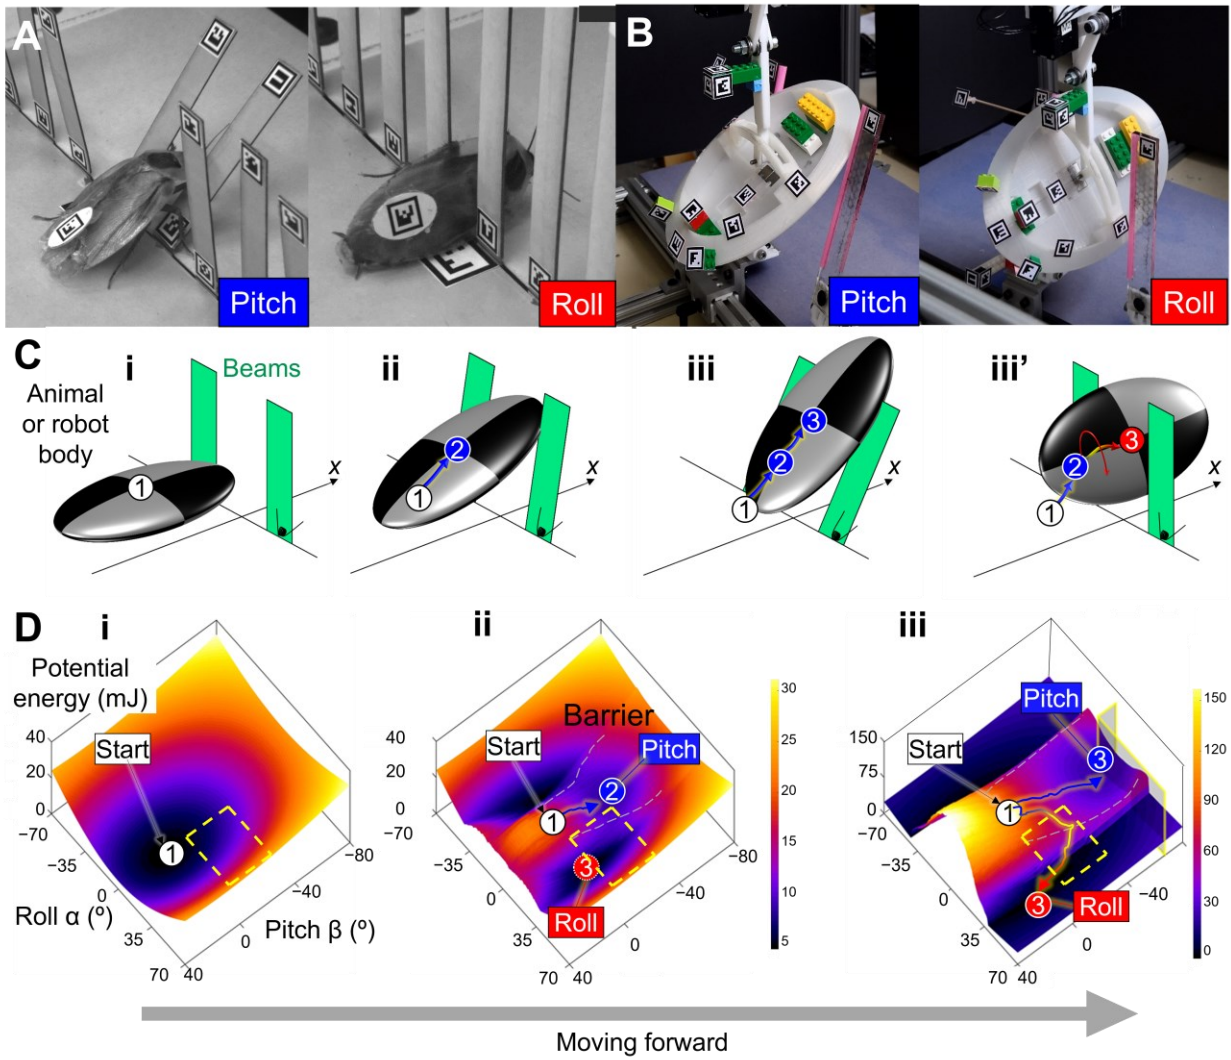 A
B
Pitch
Roll
Pitch
Roll
C
i
ii
iii
iii’
Beams
Animal
or robot
body
1
x
1
2
x
1
2
3
x
1
2
3
x
D
i
ii
iii
Potential
energy (mJ)
40
20
0
Start
1
−70
−35
0
35
70
40
0
−40
−80
Roll α (º)
Pitch β (º)
Barrier
Start
Pitch
1
2
3
Roll
40
20
0
−70
−35
0
35
70
40
0
−40
−80
30
25
20
15
10
5
Pitch
Start
1
3
3
Roll
150
75
0
−70
−35
0
35
70
40
0
−40
150
120
90
60
30
0
Moving forward